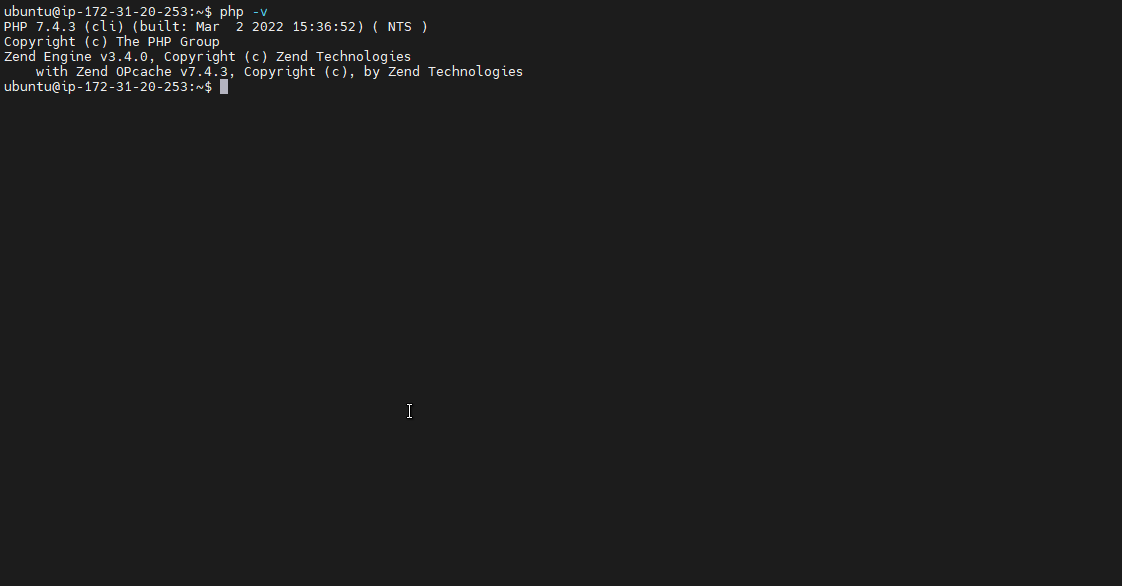 ubuntu@ip-172-31-20-253:~$ php -v
PHP 7.4.3 (cli) (built: Mar  2 2022 15:36:52) ( NTS )
Copyright (c) The PHP Group
Zend Engine v3.4.0, Copyright (c) Zend Technologies
    with Zend OPcache v7.4.3, Copyright (c), by Zend Technologies
ubuntu@ip-172-31-20-253:~$